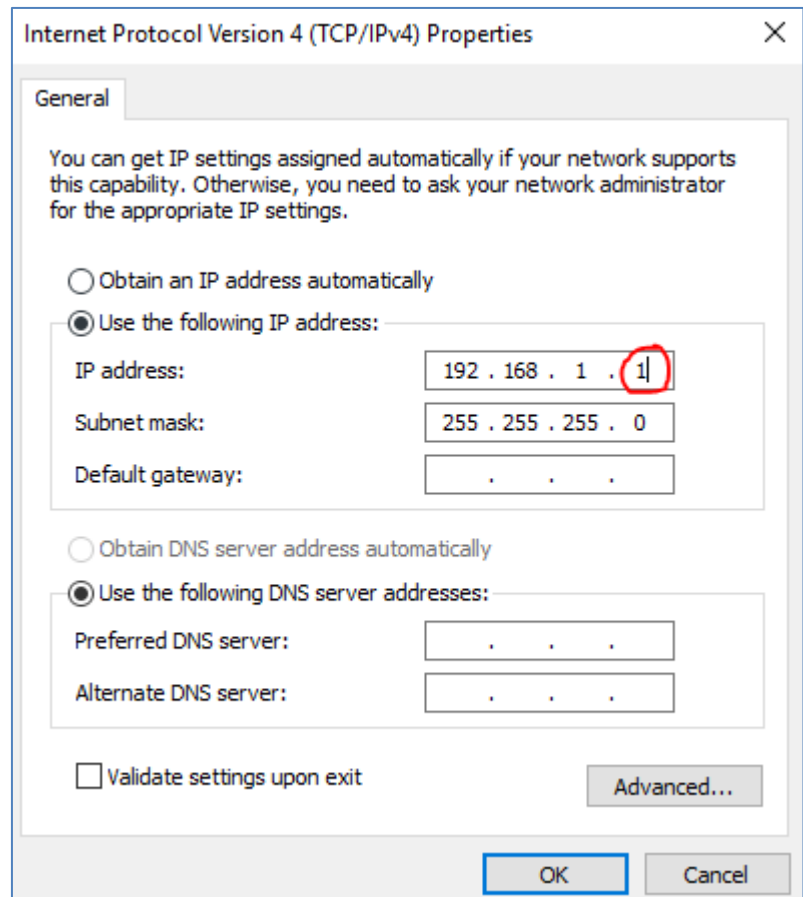 Internet Protocol Version 4 (TCP/IPv4) Properties
General
You can get IP settings assigned automatically if your network supports
this capability. Otherwise, you need to ask your network administrator
for the appropriate IP settings.
Obtain an IP address automatically
Use the following IP address:
IP address: 192 . 168 . 1 . 1
Subnet mask: 255 . 255 . 255 . 0
Default gateway: . . .
Obtain DNS server address automatically
Use the following DNS server addresses:
Preferred DNS server: . . .
Alternate DNS server: . . .
Validate settings upon exit
Advanced...
OK Cancel